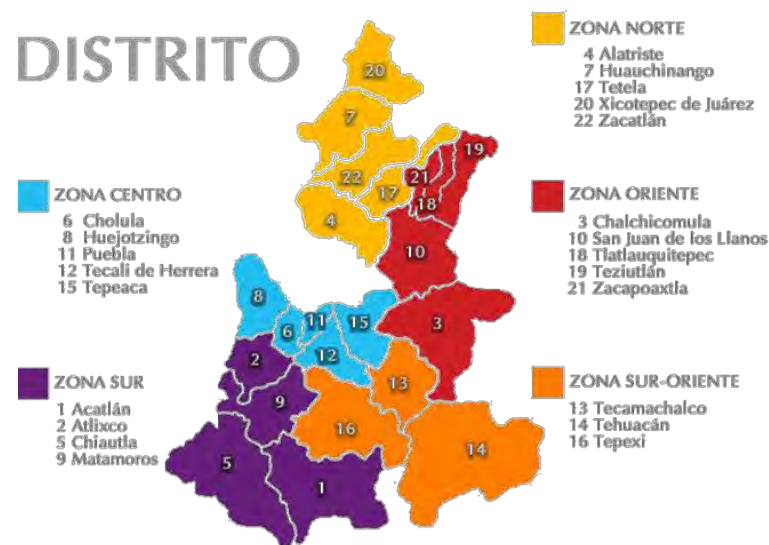 DISTRITO
ZONA NORTE
4 Alatriste
7 Huauchinango
17 Tetela
20 Xicotepec de Juárez
22 Zacatlán
ZONA CENTRO
6 Cholula
8 Huejotzingo
11 Puebla
12 Tecali de Herrera
15 Tepeaca
ZONA ORIENTE
3 Chalchicomula
10 San Juan de los Llanos
18 Tlatlauquitepec
19 Teziutlán
21 Zacapoaxtla
ZONA SUR
1 Acatlán
2 Atlixco
5 Chiautla
9 Matamoros
ZONA SUR-ORIENTE
13 Tecamachalco
14 Tehuacán
16 Tepexi
20
7
19
21
22
17
18
4
10
8
11
15
3
6
12
2
13
9
16
14
5
1